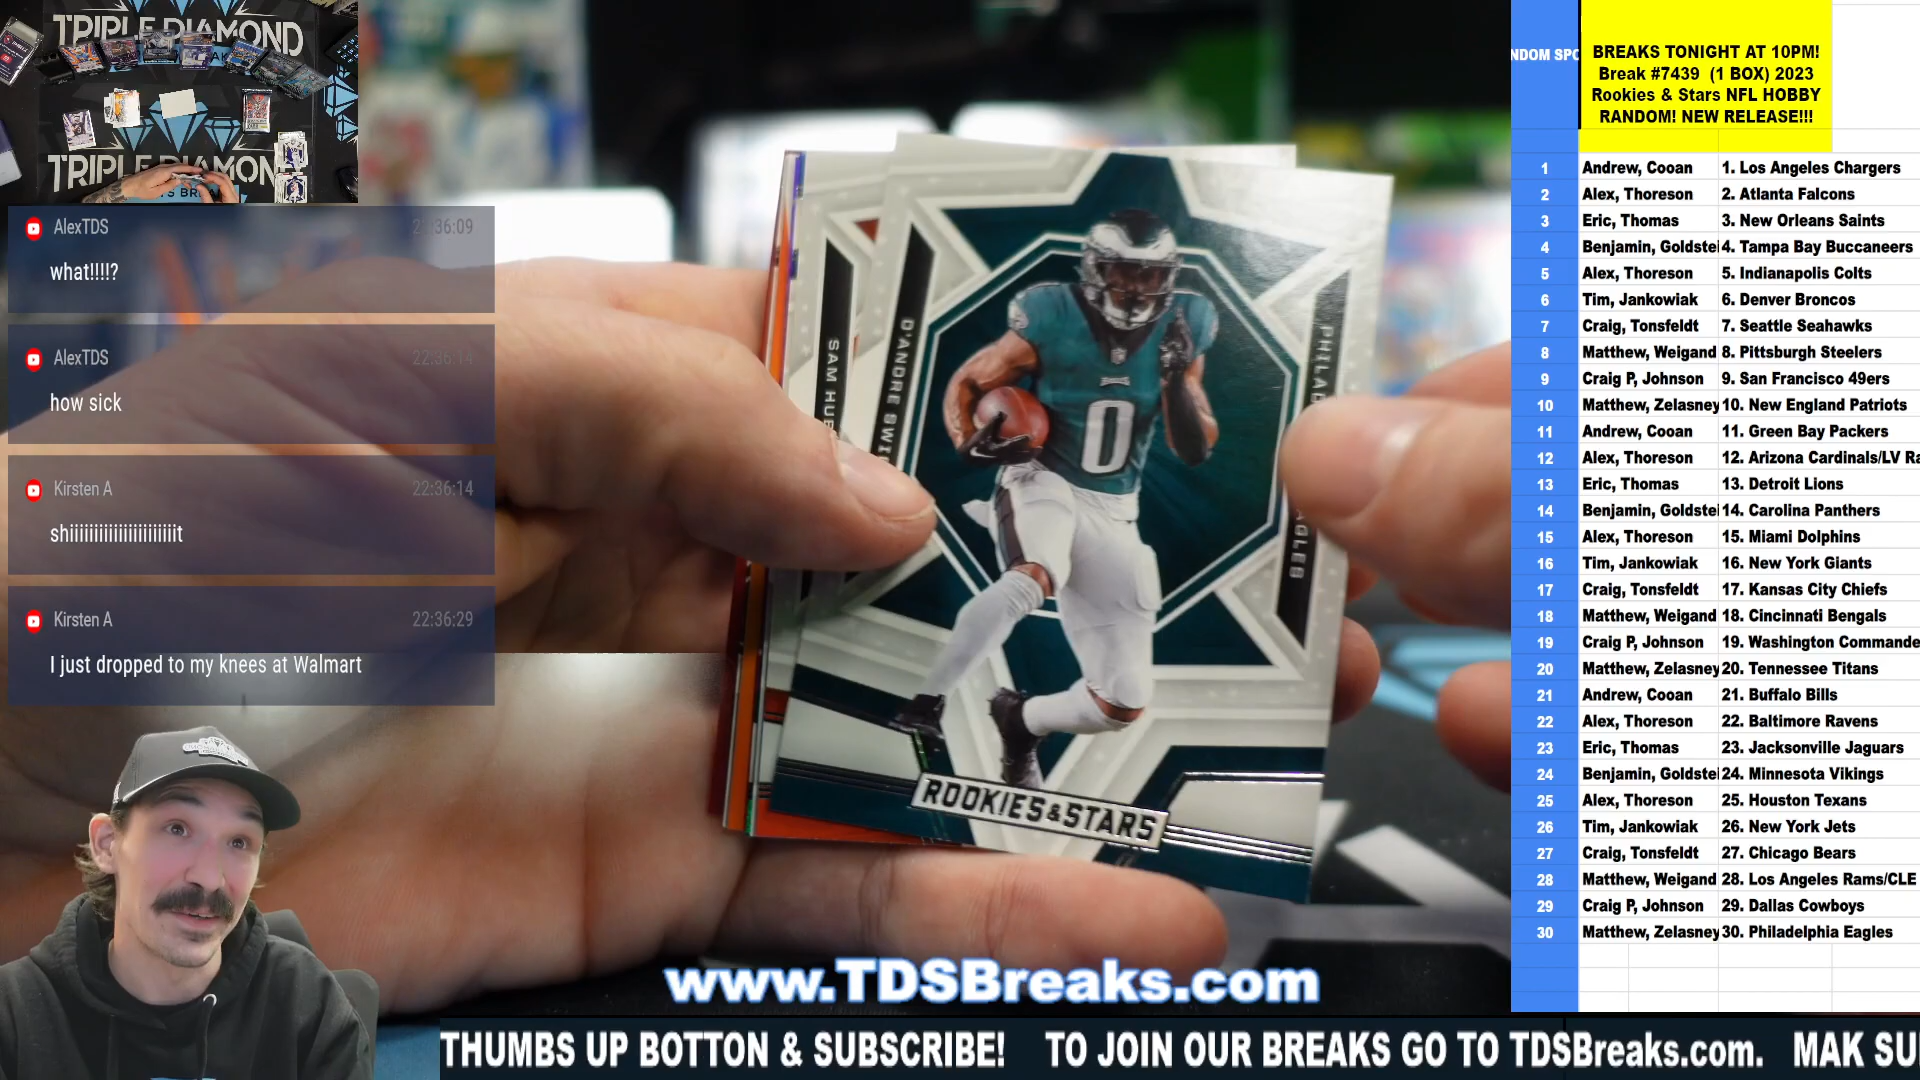 TRIPLE DIAMOND
TRIPLE DIAMOND
AlexTDS 22:36:09
what!!!!?
AlexTDS 22:36:14
how sick
Kirsten A 22:36:14
shiiiiiiiiiiiiiiiiiiiiiit
Kirsten A 22:36:29
I just dropped to my knees at Walmart
SAM HUB
D'ANDRE SWI
PHILAD
AGLES
0
ROOKIES & STARS
www.TDSBreaks.com
THUMBS UP BOTTON & SUBSCRIBE! TO JOIN OUR BREAKS GO TO TDSBreaks.com. MAK SU
NDOM SPO
BREAKS TONIGHT AT 10PM!
Break #7439 (1 BOX) 2023
Rookies & Stars NFL HOBBY
RANDOM! NEW RELEASE!!!
1 Andrew, Cooan 1. Los Angeles Chargers
2 Alex, Thoreson 2. Atlanta Falcons
3 Eric, Thomas 3. New Orleans Saints
4 Benjamin, Goldstei 4. Tampa Bay Buccaneers
5 Alex, Thoreson 5. Indianapolis Colts
6 Tim, Jankowiak 6. Denver Broncos
7 Craig, Tonsfeldt 7. Seattle Seahawks
8 Matthew, Weigand 8. Pittsburgh Steelers
9 Craig P, Johnson 9. San Francisco 49ers
10 Matthew, Zelasney 10. New England Patriots
11 Andrew, Cooan 11. Green Bay Packers
12 Alex, Thoreson 12. Arizona Cardinals/LV Ra
13 Eric, Thomas 13. Detroit Lions
14 Benjamin, Goldstei 14. Carolina Panthers
15 Alex, Thoreson 15. Miami Dolphins
16 Tim, Jankowiak 16. New York Giants
17 Craig, Tonsfeldt 17. Kansas City Chiefs
18 Matthew, Weigand 18. Cincinnati Bengals
19 Craig P, Johnson 19. Washington Commande
20 Matthew, Zelasney 20. Tennessee Titans
21 Andrew, Cooan 21. Buffalo Bills
22 Alex, Thoreson 22. Baltimore Ravens
23 Eric, Thomas 23. Jacksonville Jaguars
24 Benjamin, Goldstei 24. Minnesota Vikings
25 Alex, Thoreson 25. Houston Texans
26 Tim, Jankowiak 26. New York Jets
27 Craig, Tonsfeldt 27. Chicago Bears
28 Matthew, Weigand 28. Los Angeles Rams/CLE
29 Craig P, Johnson 29. Dallas Cowboys
30 Matthew, Zelasney 30. Philadelphia Eagles